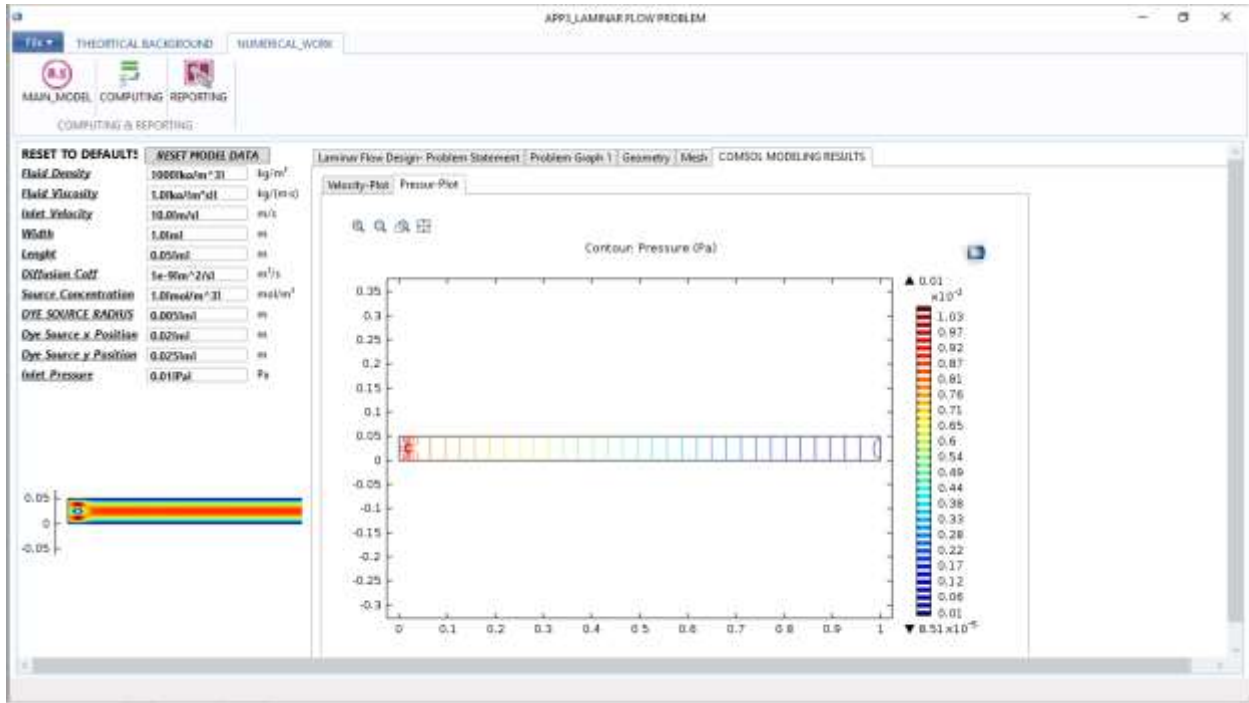 APP3_LAMINAR FLOW PROBLEM
File
THEORTICAL BACKGROUND
NUMERICAL_WORK
MAIN_MODEL
COMPUTING
REPORTING
COMPUTING & REPORTING
RESET TO DEFAULTS
RESET MODEL DATA
Fluid Density 1000[kg/m^3] kg/m³
Fluid Viscosity 1.0[kg/(m*s)] kg/(m·s)
Inlet Velocity 10.0[m/s] m/s
Width 1.0[m] m
Lenght 0.05[m] m
Diffusion Coff 1e-9[m^2/s] m²/s
Source Concentration 1.0[mol/m^3] mol/m³
DYE SOURCE RADIUS 0.005[m] m
Dye Source x Position 0.02[m] m
Dye Source y Position 0.025[m] m
Inlet Pressure 0.01[Pa] Pa
0.05
0
-0.05
Laminar Flow Design- Problem Statement
Problem Graph 1
Geometry
Mesh
COMSOL MODELING RESULTS
Velocity-Plot
Pressur-Plot
Contour: Pressure (Pa)
0.35
0.3
0.25
0.2
0.15
0.1
0.05
0
-0.05
-0.1
-0.15
-0.2
-0.25
-0.3
0 0.1 0.2 0.3 0.4 0.5 0.6 0.7 0.8 0.9 1
▲ 0.01
1.03
0.97
0.92
0.87
0.81
0.76
0.71
0.65
0.6
0.54
0.49
0.44
0.38
0.33
0.28
0.22
0.17
0.12
0.06
0.01